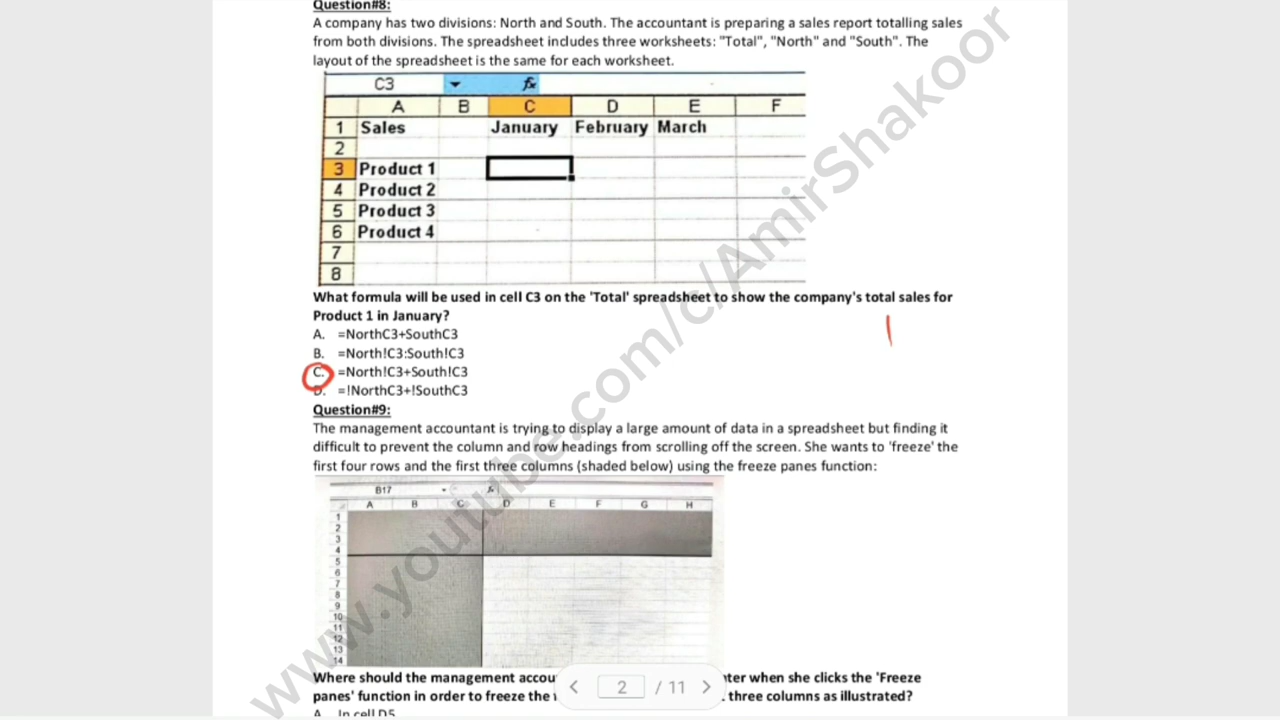 Question#8:
A company has two divisions: North and South. The accountant is preparing a sales report totalling sales
from both divisions. The spreadsheet includes three worksheets: "Total", "North" and "South". The
layout of the spreadsheet is the same for each worksheet.
C3 fx
A B C D E F
1 Sales January February March
2
3 Product 1
4 Product 2
5 Product 3
6 Product 4
7
8
What formula will be used in cell C3 on the 'Total' spreadsheet to show the company's total sales for
Product 1 in January?
A. =NorthC3+SouthC3
B. =North!C3:South!C3
C. =North!C3+South!C3
D. =!NorthC3+!SouthC3
Question#9:
The management accountant is trying to display a large amount of data in a spreadsheet but finding it
difficult to prevent the column and row headings from scrolling off the screen. She wants to 'freeze' the
first four rows and the first three columns (shaded below) using the freeze panes function:
B17 fx
A B C D E F G H
1
2
3
4
5
6
7
8
9
10
11
12
13
14
Where should the management when she clicks the 'Freeze
panes' function in order to freeze the three columns as illustrated?
A. In cell D5
2 / 11
www.youtube.com/c/AmirShakoor